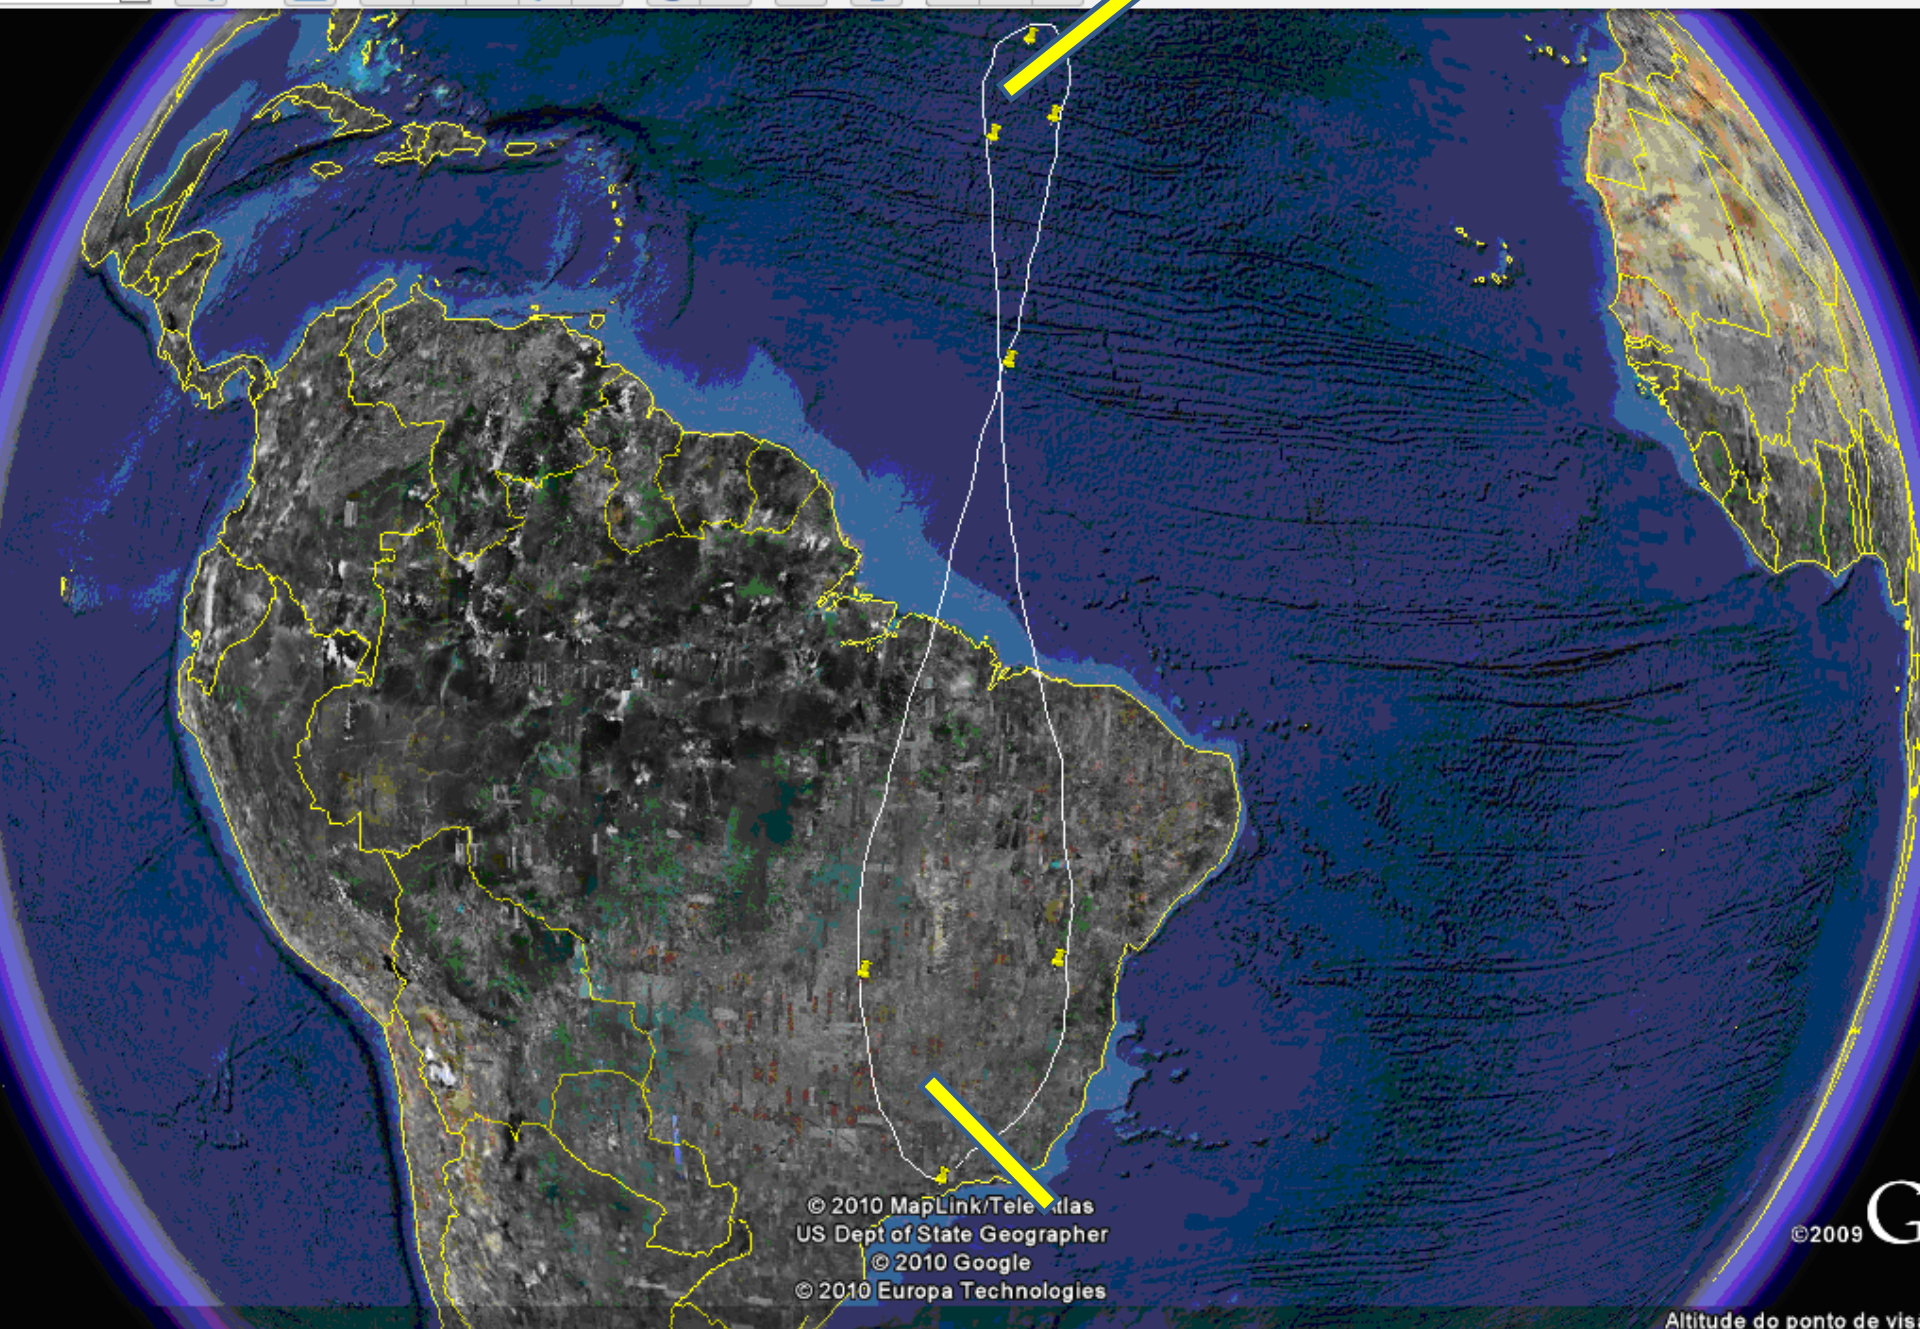 © 2010 MapLink/Tele Atlas
US Dept of State Geographer
© 2010 Google
© 2010 Europa Technologies
©2009 G
Altitude do ponto de vis